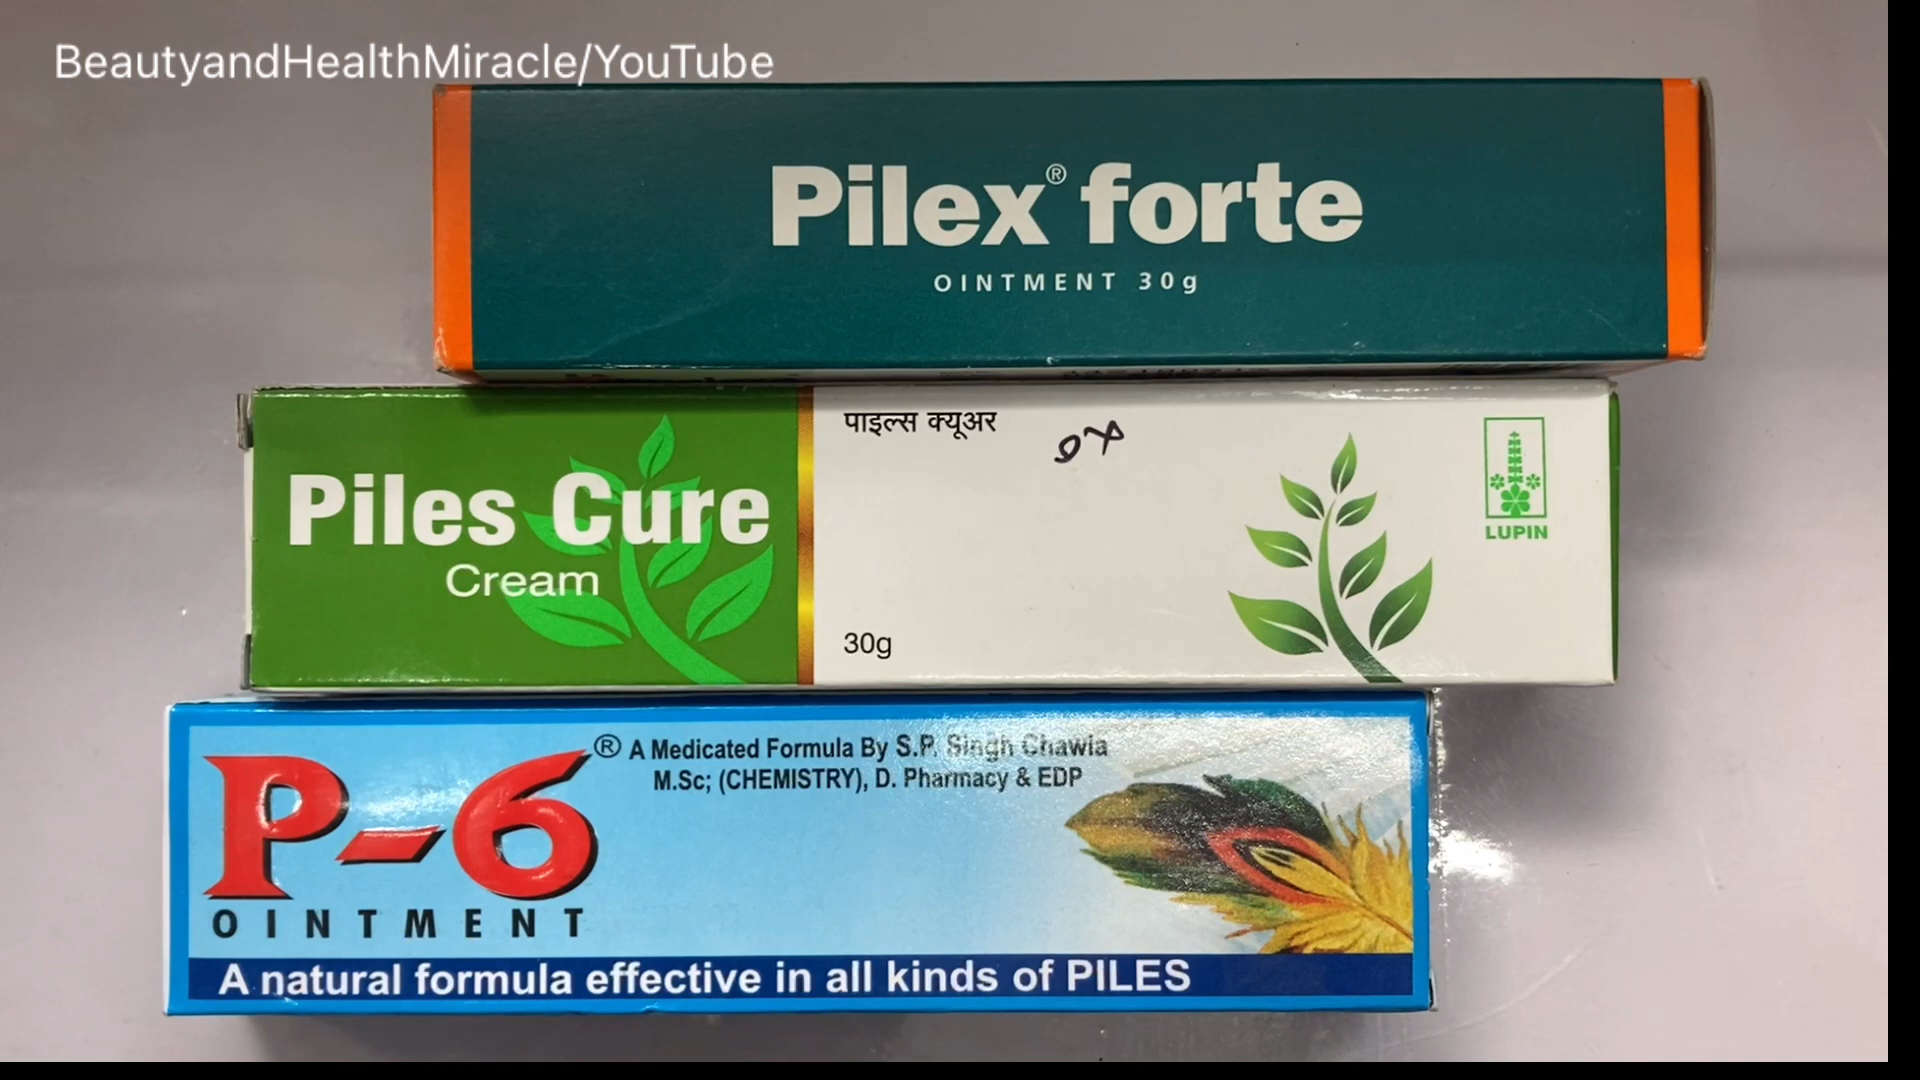 BeautyandHealthMiracle/YouTube
Pilex® forte
OINTMENT 30g
Piles Cure
Cream
पाइल्स क्यूअर
30g
LUPIN
P-6®
OINTMENT
A Medicated Formula By S.P. Singh Chawla
M.Sc; (CHEMISTRY), D. Pharmacy & EDP
A natural formula effective in all kinds of PILES